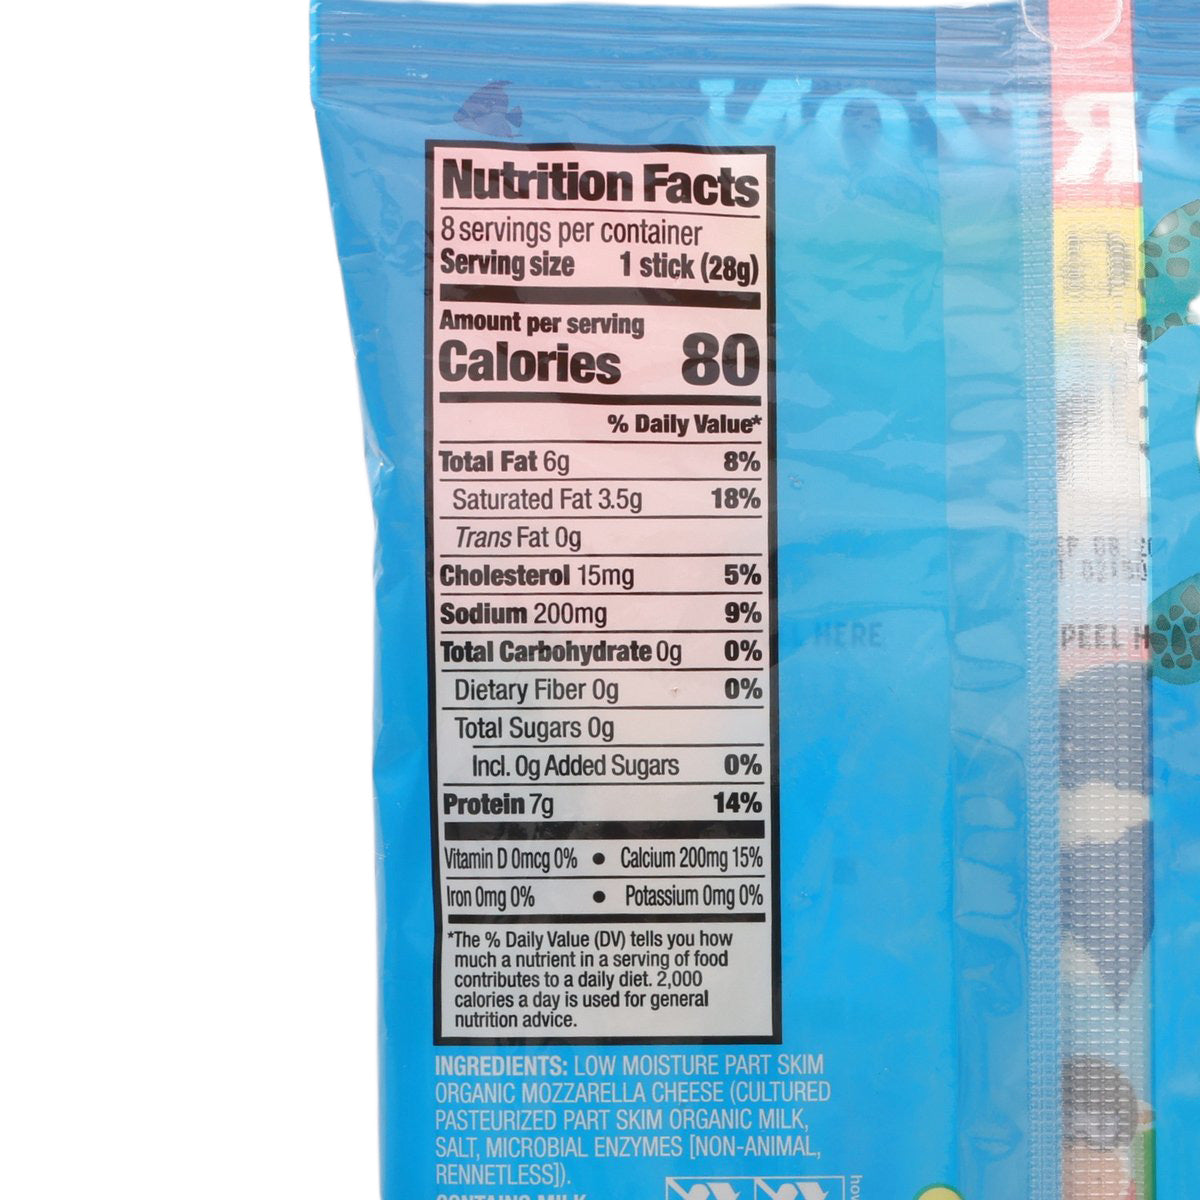 Nutrition Facts
8 servings per container
Serving size 1 stick (28g)
Amount per serving
Calories 80
% Daily Value*
Total Fat 6g 8%
Saturated Fat 3.5g 18%
Trans Fat 0g
Cholesterol 15mg 5%
Sodium 200mg 9%
Total Carbohydrate 0g 0%
Dietary Fiber 0g 0%
Total Sugars 0g
Incl. 0g Added Sugars 0%
Protein 7g 14%
Vitamin D 0mcg 0% • Calcium 200mg 15%
Iron 0mg 0% • Potassium 0mg 0%
*The % Daily Value (DV) tells you how
much a nutrient in a serving of food
contributes to a daily diet. 2,000
calories a day is used for general
nutrition advice.
INGREDIENTS: LOW MOISTURE PART SKIM
ORGANIC MOZZARELLA CHEESE (CULTURED
PASTEURIZED PART SKIM ORGANIC MILK,
SALT, MICROBIAL ENZYMES [NON-ANIMAL,
RENNETLESS]).
CONTAINS MILK
HERE
PEEL H